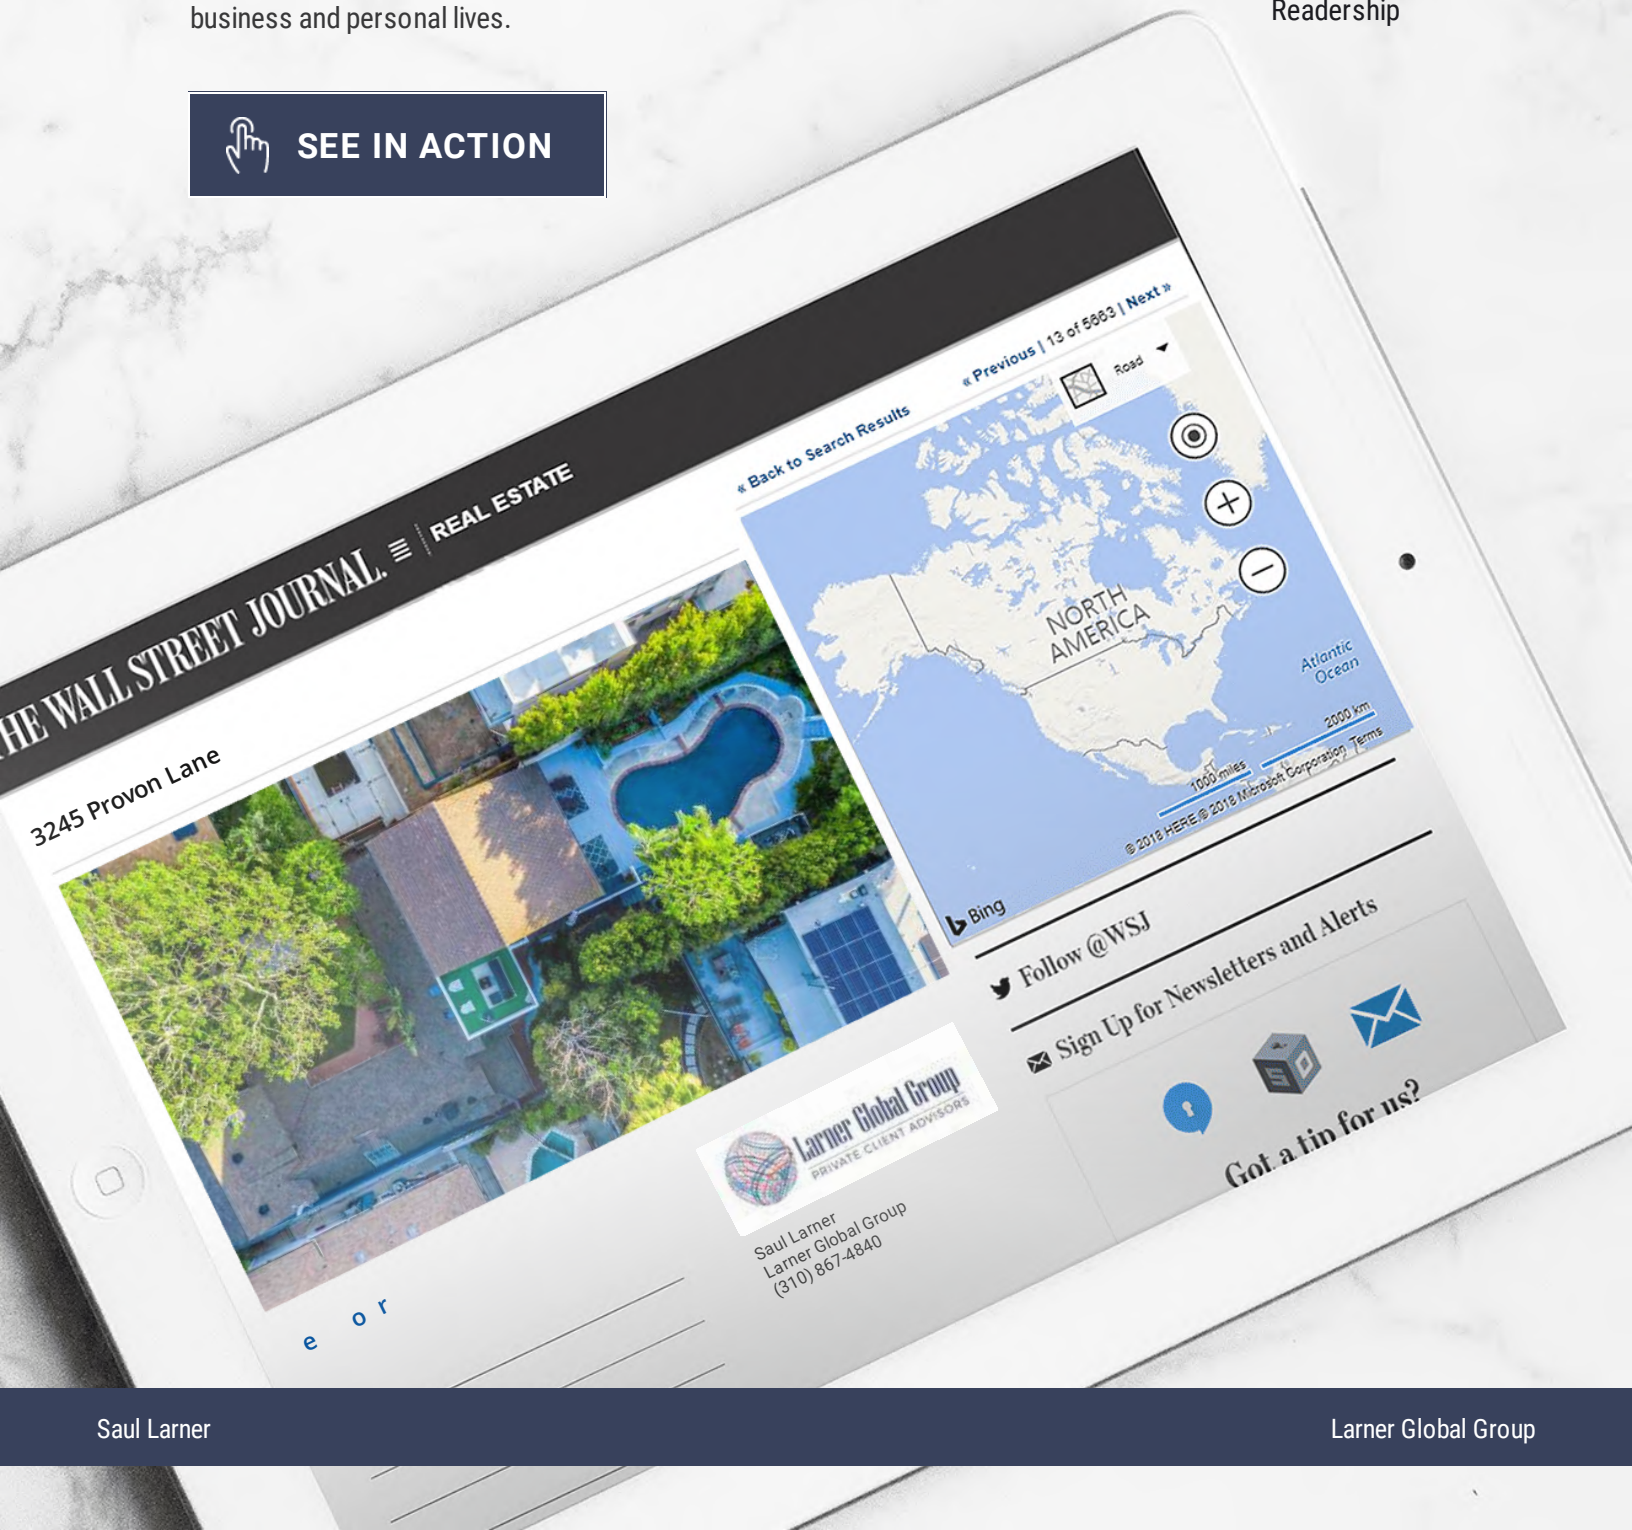 business and personal lives.
Readership
SEE IN ACTION
HE WALL STREET JOURNAL.
REAL ESTATE
« Back to Search Results
« Previous | 13 of 5663 | Next »
Road
3245 Provon Lane
NORTH
AMERICA
Atlantic
Ocean
2000 km
1000 miles
© 2018 HERE, © 2018 Microsoft Corporation Terms
Bing
Follow @WSJ
Sign Up for Newsletters and Alerts
S
O
Got a tip for us?
Larner Global Group
PRIVATE CLIENT ADVISORS
Saul Larner
Larner Global Group
(310) 867-4840
e o r
Saul Larner
Larner Global Group